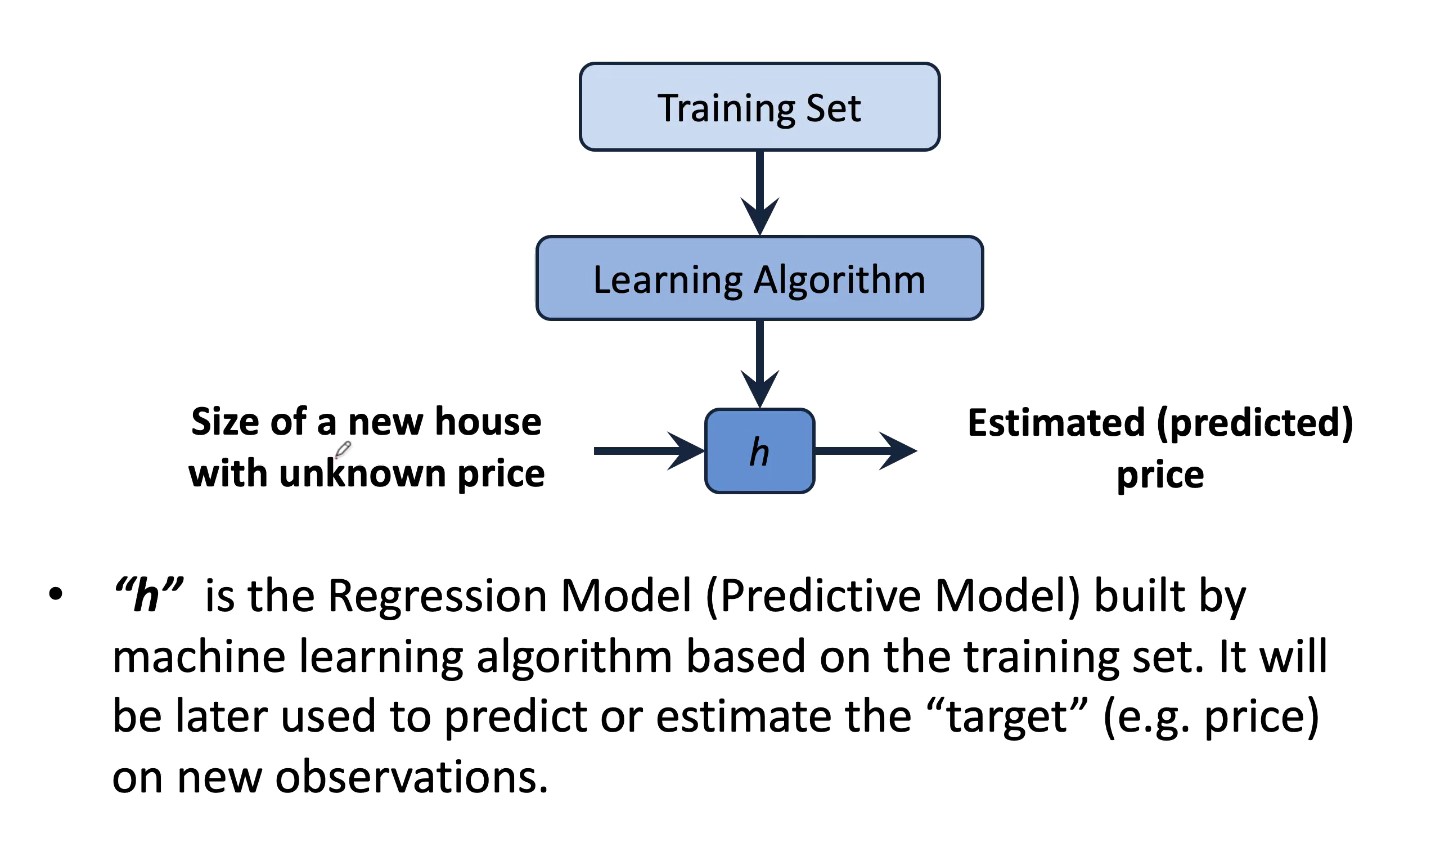 Training Set
Learning Algorithm
Size of a new house
with unknown price
h
Estimated (predicted)
price
• “h” is the Regression Model (Predictive Model) built by
machine learning algorithm based on the training set. It will
be later used to predict or estimate the “target” (e.g. price)
on new observations.